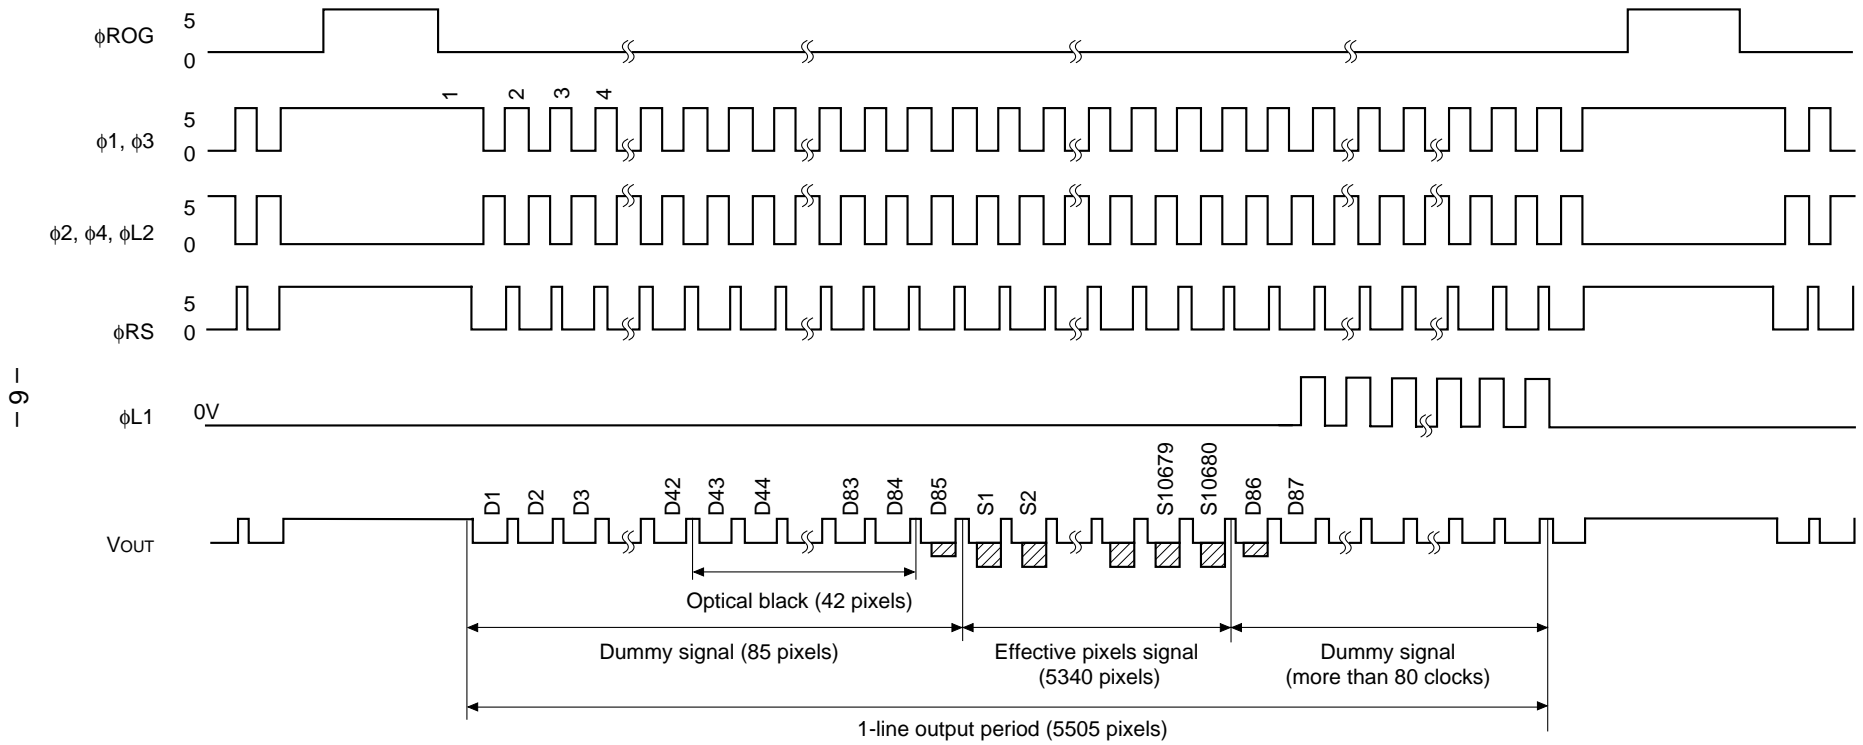 φROG
5
0
1 2 3 4
φ1, φ3
5
0
φ2, φ4, φL2
5
0
φRS
5
0
φL1
0V
VOUT
D1 D2 D3 D42 D43 D44 D83 D84 D85 S1 S2 S10679 S10680 D86 D87
Optical black (42 pixels)
Dummy signal (85 pixels)
Effective pixels signal
(5340 pixels)
Dummy signal
(more than 80 clocks)
1-line output period (5505 pixels)
– 9 –